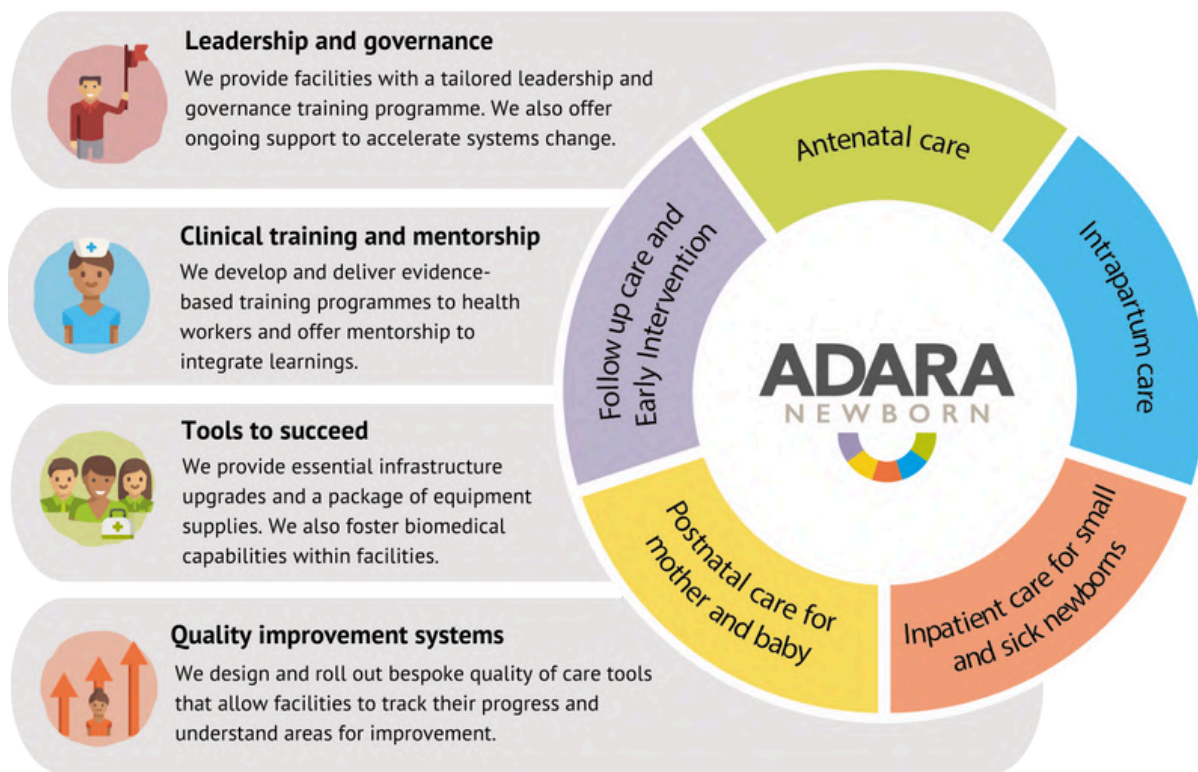 Leadership and governance
We provide facilities with a tailored leadership and
governance training programme. We also offer
ongoing support to accelerate systems change.
Clinical training and mentorship
We develop and deliver evidence-
based training programmes to health
workers and offer mentorship to
integrate learnings.
Tools to succeed
We provide essential infrastructure
upgrades and a package of equipment
supplies. We also foster biomedical
capabilities within facilities.
Quality improvement systems
We design and roll out bespoke quality of care tools
that allow facilities to track their progress and
understand areas for improvement.
Antenatal care
Intrapartum care
Inpatient care for small
and sick newborns
Postnatal care for
mother and baby
Follow up care and
Early Intervention
ADARA
NEWBORN